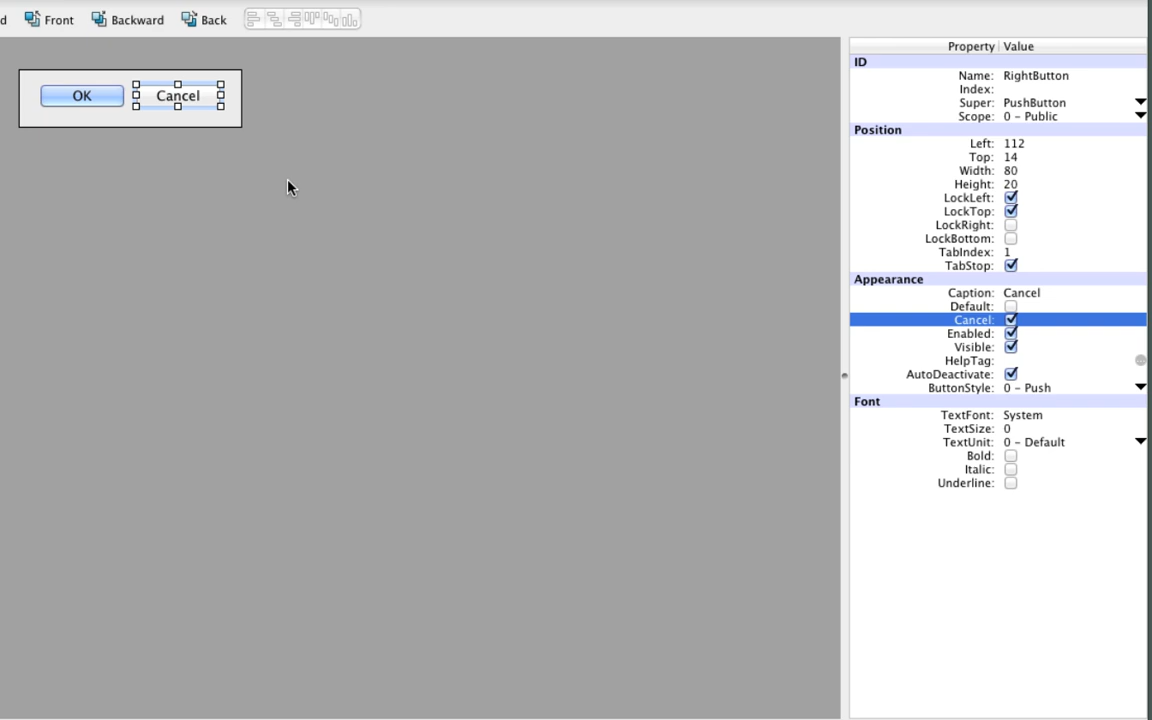 d Front Backward Back
OK Cancel
Property Value
ID
Name: RightButton
Index:
Super: PushButton
Scope: 0 – Public
Position
Left: 112
Top: 14
Width: 80
Height: 20
LockLeft:
LockTop:
LockRight:
LockBottom:
TabIndex: 1
TabStop:
Appearance
Caption: Cancel
Default:
Cancel:
Enabled:
Visible:
HelpTag:
AutoDeactivate:
ButtonStyle: 0 – Push
Font
TextFont: System
TextSize: 0
TextUnit: 0 – Default
Bold:
Italic:
Underline: